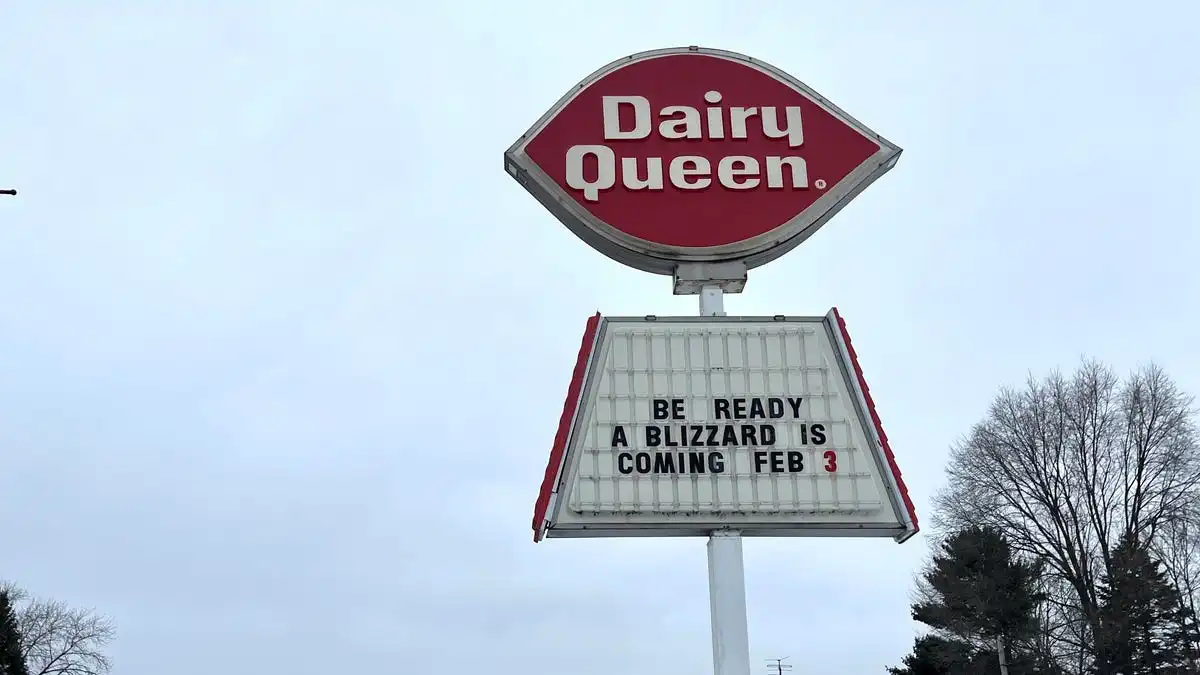 Dairy
Queen®
BE READY
A BLIZZARD IS
COMING FEB 3